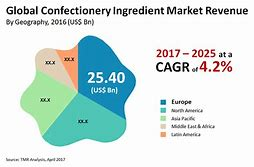 Global Confectionery Ingredient Market Revenue
By Geography, 2016 (US$ Bn)
2017 – 2025 at a
CAGR of 4.2%
XX.X
XX.X
XX.X
XX.X
25.40
(US$ Bn)
Europe
North America
Asia Pacific
Middle East & Africa
Latin America
Source: TMR Analysis, April 2017